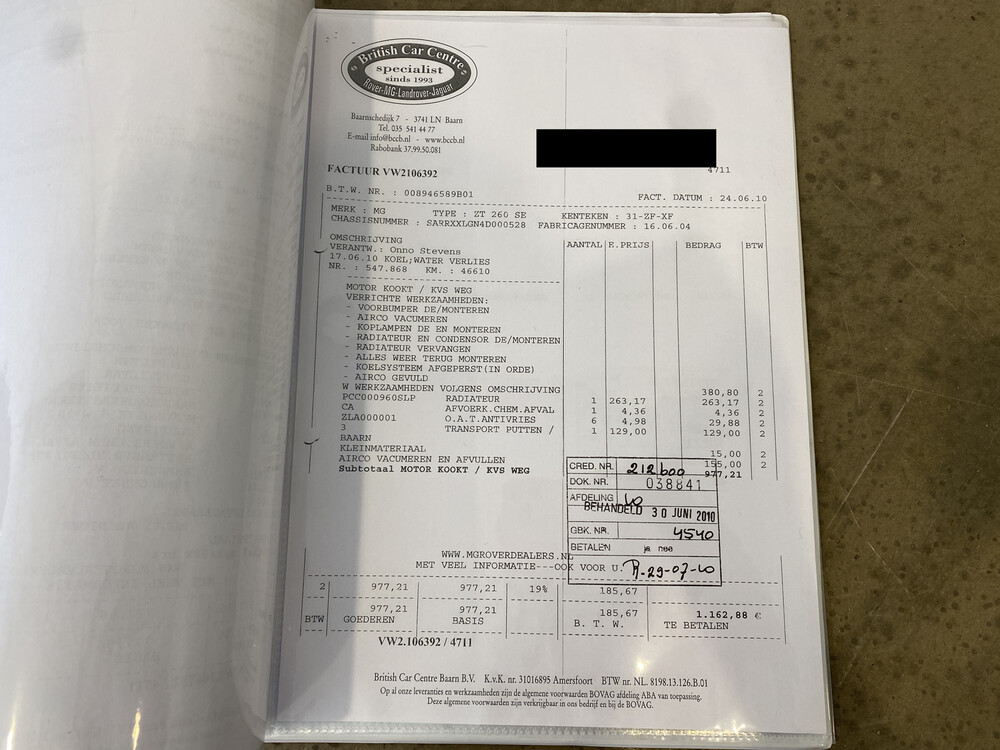 British Car Centre
specialist
sinds 1993
Rover-MG-Landrover-Jaguar
Baarnschedijk 7 - 3741 LN Baarn
Tel. 035 541 44 77
E-mail info@bccb.nl - www.bccb.nl
Rabobank 37.99.50.081
4711
FACTUUR VW2106392
B.T.W. NR. : 008946589B01 FACT. DATUM : 24.06.10
MERK : MG TYPE : ZT 260 SE KENTEKEN : 31-ZF-XF
CHASSISNUMMER : SARRXXLGN4D000528 FABRICAGENUMMER : 16.06.04
OMSCHRIJVING AANTAL E.PRIJS BEDRAG BTW
VERANTW.: Onno Stevens
17.06.10 KOEL;WATER VERLIES
NR. : 547.868 KM. : 46610
MOTOR KOOKT / KVS WEG
VERRICHTE WERKZAAMHEDEN:
- VOORBUMPER DE/MONTEREN
- AIRCO VACUMEREN
- KOPLAMPEN DE EN MONTEREN
- RADIATEUR EN CONDENSOR DE/MONTEREN
- RADIATEUR VERVANGEN
- ALLES WEER TERUG MONTEREN
- KOELSYSTEEM AFGEPERST(IN ORDE)
- AIRCO GEVULD
W WERKZAAMHEDEN VOLGENS OMSCHRIJVING 380,80 2
PCC000960SLP RADIATEUR 1 263,17 263,17 2
CA AFVOERK.CHEM.AFVAL 1 4,36 4,36 2
ZLA000001 O.A.T.ANTIVRIES 6 4,98 29,88 2
3 TRANSPORT PUTTEN / 1 129,00 129,00 2
BAARN
KLEINMATERIAAL 15,00 2
AIRCO VACUMEREN EN AFVULLEN 155,00 2
Subtotaal MOTOR KOOKT / KVS WEG 977,21
CRED. NR. 212600
DOK. NR. 038841
AFDELING
BEHANDELD 30 JUNI 2010
GBK. NR. 4540
BETALEN ja nee
WWW.MGROVERDEALERS.NL
MET VEEL INFORMATIE---OOK VOOR U.
R-29-07-10
2 977,21 977,21 19% 185,67
977,21 977,21 185,67 1.162,88 €
BTW GOEDEREN BASIS B. T. W. TE BETALEN
VW2.106392 / 4711
British Car Centre Baarn B.V. K.v.K. nr. 31016895 Amersfoort BTW nr. NL. 8198.13.126.B.01
Op al onze leveranties en werkzaamheden zijn de algemene voorwaarden BOVAG afdeling ABA van toepassing.
Deze algemene voorwaarden zijn verkrijgbaar in ons bedrijf en bij de BOVAG.